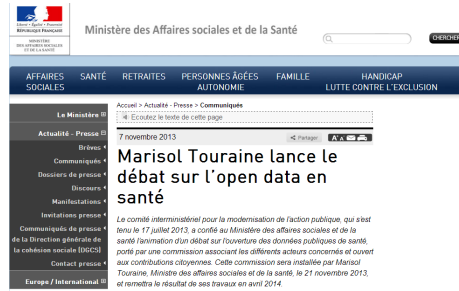 Liberté • Égalité • Fraternité
RÉPUBLIQUE FRANÇAISE
MINISTÈRE
DES AFFAIRES SOCIALES
ET DE LA SANTÉ
Ministère des Affaires sociales et de la Santé
CHERCHER
AFFAIRES SOCIALES
SANTÉ
RETRAITES
PERSONNES ÂGÉES AUTONOMIE
FAMILLE
HANDICAP
LUTTE CONTRE L'EXCLUSION
Le Ministère
Actualité - Presse
Brèves
Communiqués
Dossiers de presse
Discours
Manifestations
Invitations presse
Communiqués de presse
de la Direction générale de
la cohésion sociale (DGCS)
Contact presse
Europe / International
Accueil > Actualité - Presse > Communiqués
Ecoutez le texte de cette page
7 novembre 2013
Partager
Marisol Touraine lance le
débat sur l'open data en
santé
Le comité interministériel pour la modernisation de l'action publique, qui s'est
tenu le 17 juillet 2013, a confié au Ministère des affaires sociales et de la
santé l'animation d'un débat sur l'ouverture des données publiques de santé,
porté par une commission associant les différents acteurs concernés et ouvert
aux contributions citoyennes. Cette commission sera installée par Marisol
Touraine, Ministre des affaires sociales et de la santé, le 21 novembre 2013,
et remettra le résultat de ses travaux en avril 2014.